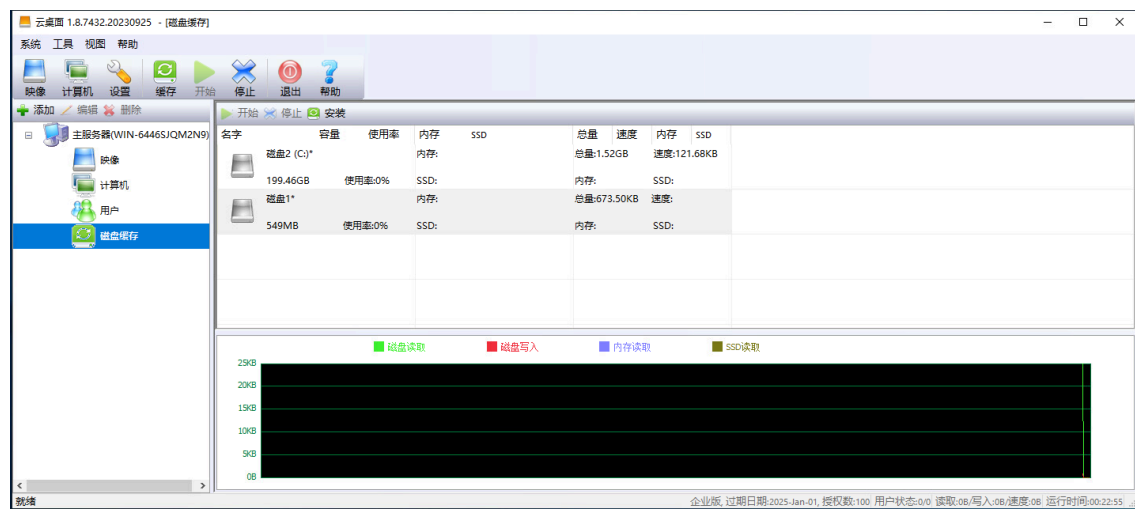 云桌面 1.8.7432.20230925 - [磁盘缓存]
系统 工具 视图 帮助
映像 计算机 设置 缓存 开始 停止 退出 帮助
添加 编辑 删除
开始 停止 安装
主服务器(WIN-6446SJQM2N9)
映像
计算机
用户
磁盘缓存
名字 容量 使用率 内存 SSD 总量 速度 内存 SSD
磁盘2 (C:)* 内存: 总量:1.52GB 速度:121.68KB
199.46GB 使用率:0% SSD: 内存: SSD:
磁盘1* 内存: 总量:673.50KB 速度:
549MB 使用率:0% SSD: 内存: SSD:
磁盘读取 磁盘写入 内存读取 SSD读取
25KB
20KB
15KB
10KB
5KB
0B
就绪
企业版, 过期日期:2025-Jan-01, 授权数:100 用户状态:0/0 读取:0B/写入:0B/速度:0B 运行时间:00:22:55